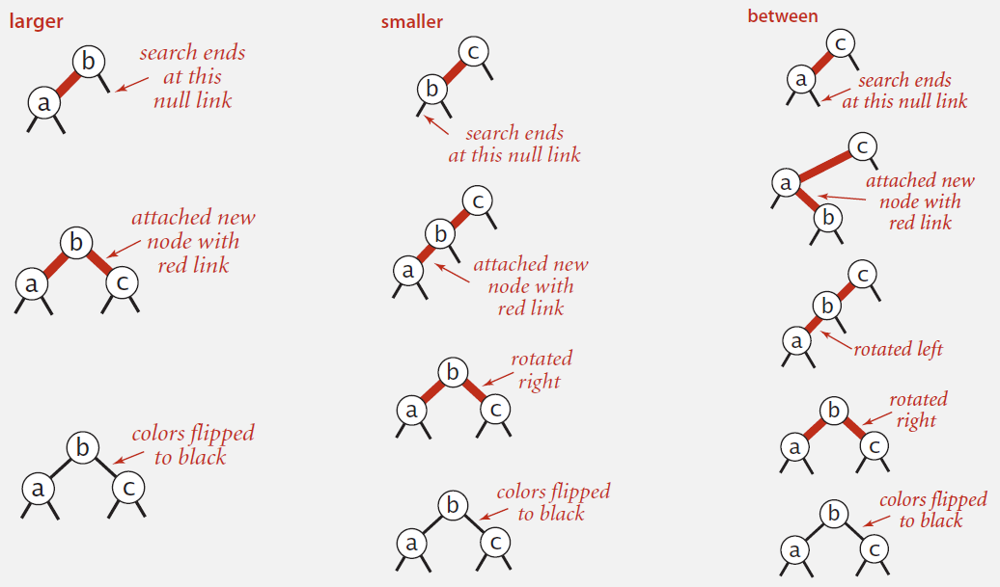 larger
b
search ends
at this
null link
a
attached new
node with
red link
b
a
c
colors flipped
to black
b
a
c
smaller
c
b
search ends
at this null link
c
b
a
attached new
node with
red link
rotated
right
b
a
c
colors flipped
to black
b
a
c
between
c
a
search ends
at this null link
c
a
attached new
node with
red link
b
c
b
a
rotated left
rotated
right
b
a
c
colors flipped
to black
b
a
c